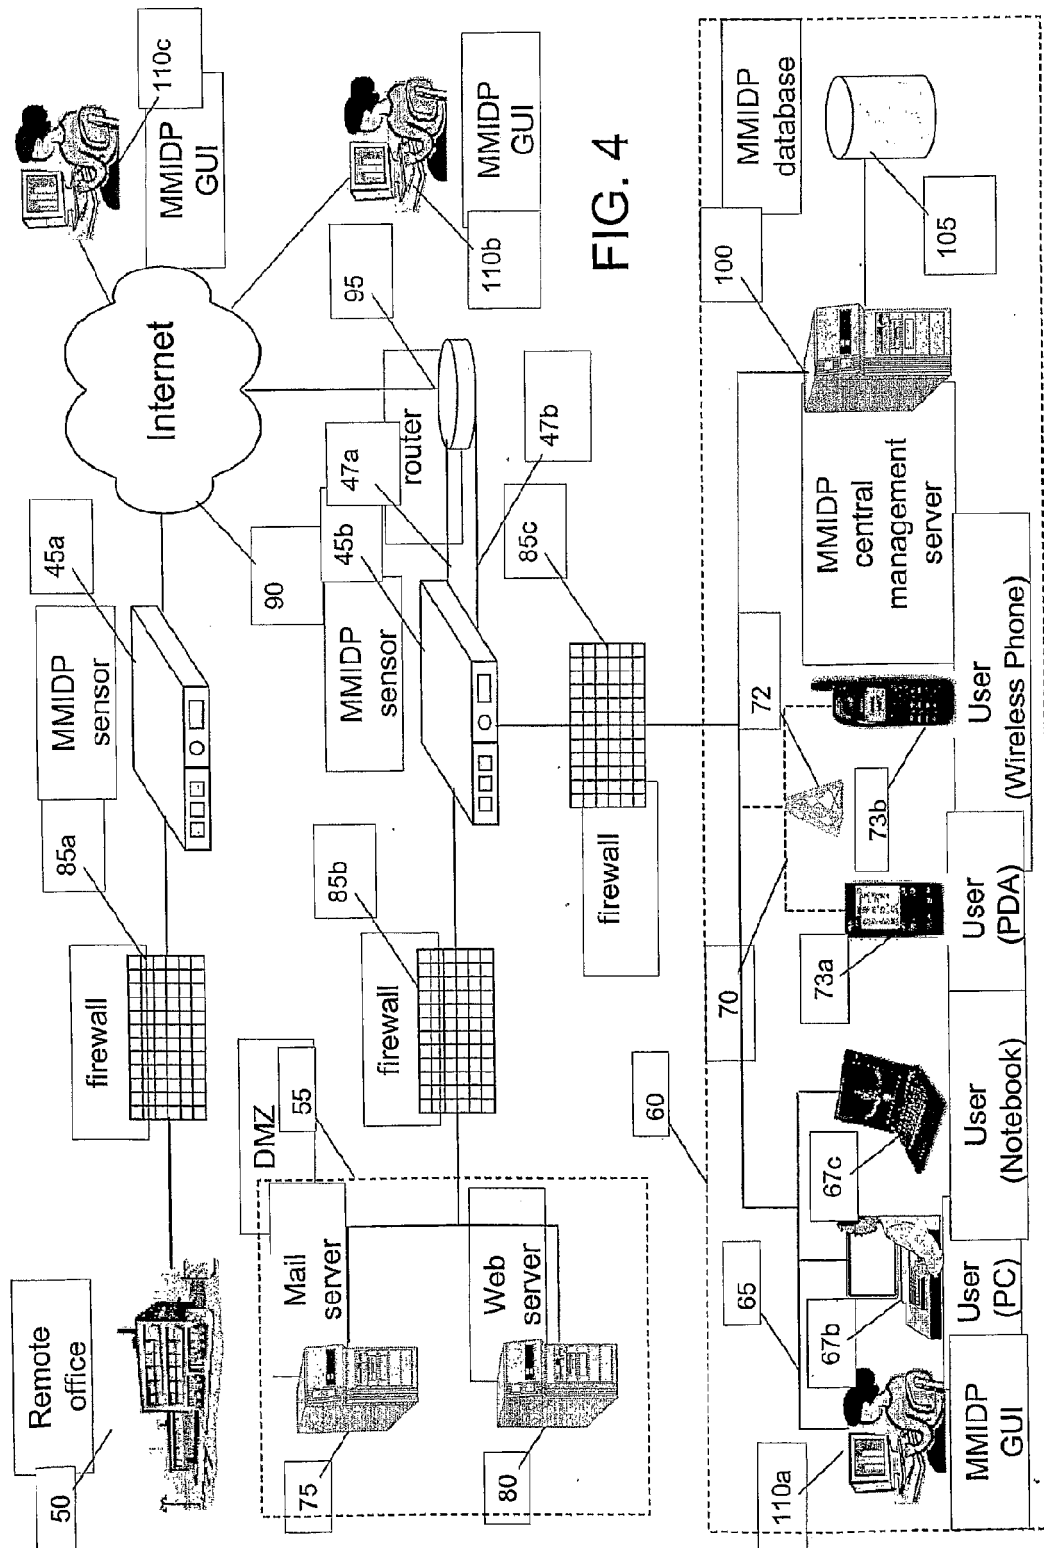 Remote
office
50
firewall
85a
MMIDP
sensor
45a
Internet
90
MMIDP
GUI
110c
MMIDP
GUI
110b
DMZ
55
Mail
server
75
Web
server
80
firewall
85b
MMIDP
sensor
45b
47a
47b
router
95
firewall
85c
FIG. 4
60
65
70
72
100
MMIDP
central
management
server
MMIDP
database
105
110a
MMIDP
GUI
67b
User
(PC)
67c
User
(Notebook)
73a
User
(PDA)
73b
User
(Wireless Phone)